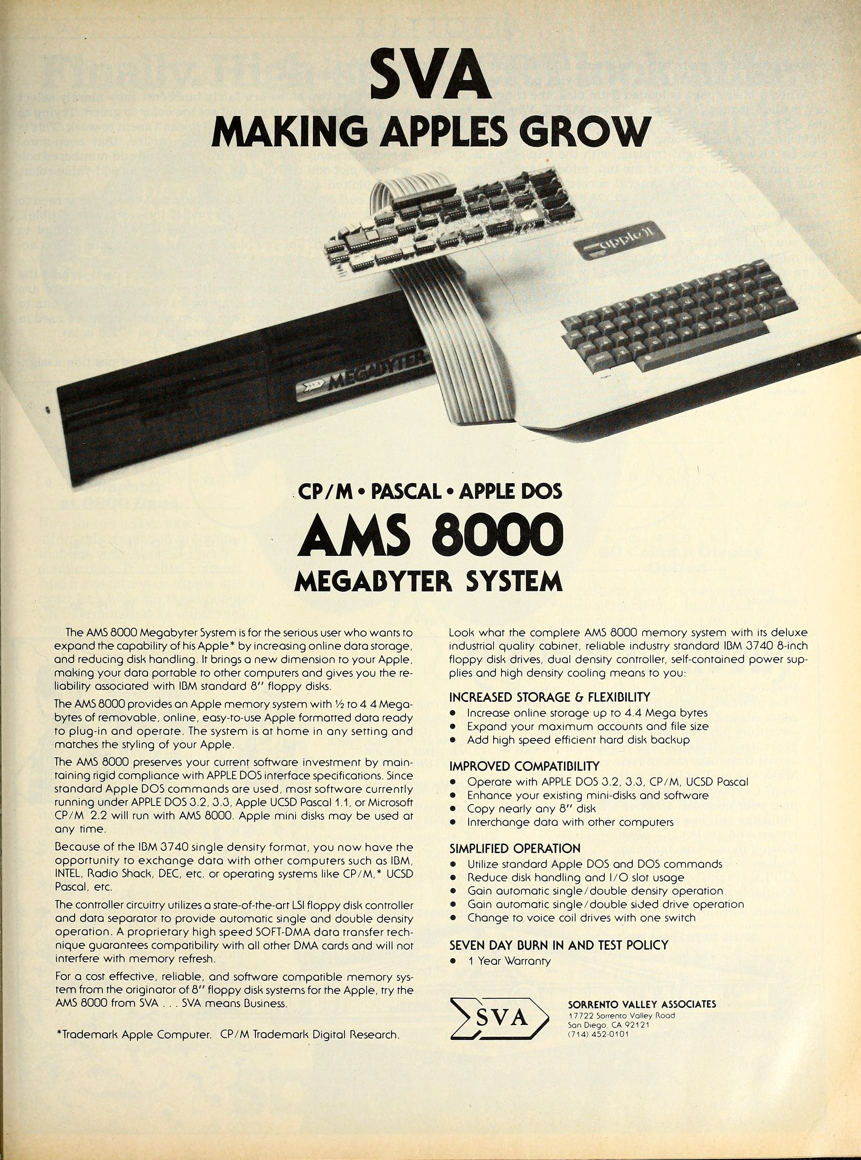 SVA
MAKING APPLES GROW
apple II
SVA MEGABYTER
CP/M • PASCAL • APPLE DOS
AMS 8000
MEGABYTER SYSTEM
The AMS 8000 Megabyter System is for the serious user who wants to
expand the capability of his Apple* by increasing online data storage,
and reducing disk handling. It brings a new dimension to your Apple,
making your data portable to other computers and gives you the re-
liability associated with IBM standard 8" floppy disks.
The AMS 8000 provides an Apple memory system with ½ to 4 4 Mega-
bytes of removable, online, easy-to-use Apple formatted data ready
to plug-in and operate. The system is at home in any setting and
matches the styling of your Apple.
The AMS 8000 preserves your current software investment by main-
taining rigid compliance with APPLE DOS interface specifications. Since
standard Apple DOS commands are used, most software currently
running under APPLE DOS 3.2, 3.3, Apple UCSD Pascal 1.1, or Microsoft
CP/M 2.2 will run with AMS 8000. Apple mini disks may be used at
any time.
Because of the IBM 3740 single density format, you now have the
opportunity to exchange data with other computers such as IBM,
INTEL, Radio Shack, DEC, etc. or operating systems like CP/M,* UCSD
Pascal, etc.
The controller circuitry utilizes a state-of-the-art LSI floppy disk controller
and data separator to provide automatic single and double density
operation. A proprietary high speed SOFT-DMA data transfer tech-
nique guarantees compatibility with all other DMA cards and will not
interfere with memory refresh.
For a cost effective, reliable, and software compatible memory sys-
tem from the originator of 8" floppy disk systems for the Apple, try the
AMS 8000 from SVA . . . SVA means Business.
*Trademark Apple Computer. CP/M Trademark Digital Research.
Look what the complete AMS 8000 memory system with its deluxe
industrial quality cabinet, reliable industry standard IBM 3740 8-inch
floppy disk drives, dual density controller, self-contained power sup-
plies and high density cooling means to you:
INCREASED STORAGE & FLEXIBILITY
• Increase online storage up to 4.4 Mega bytes
• Expand your maximum accounts and file size
• Add high speed efficient hard disk backup
IMPROVED COMPATIBILITY
• Operate with APPLE DOS 3.2, 3.3, CP/M, UCSD Pascal
• Enhance your existing mini-disks and software
• Copy nearly any 8" disk
• Interchange data with other computers
SIMPLIFIED OPERATION
• Utilize standard Apple DOS and DOS commands
• Reduce disk handling and I/O slot usage
• Gain automatic single/double density operation
• Gain automatic single/double sided drive operation
• Change to voice coil drives with one switch
SEVEN DAY BURN IN AND TEST POLICY
• 1 Year Warranty
SVA
SORRENTO VALLEY ASSOCIATES
17722 Sorrento Valley Road
San Diego, CA 92121
(714) 452-0101